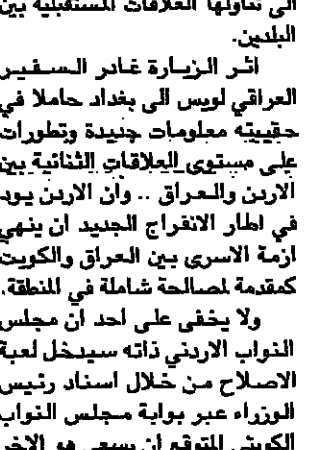 الى تناولها العلاقات المستقبلية بين
البلدين.
اثر الزيارة غادر السفير
العراقي لويس الى بغداد حاملا في
حقيبته معلومات جديدة وتطورات
على مستوى العلاقات الثنائية بين
الاردن والعراق .. وان الاردن يود
في اطار الانفراج الجديد ان ينهي
ازمة الاسرى بين العراق والكويت
كمقدمة لمصالحة شاملة في المنطقة.
ولا يخفى على احد ان مجلس
النواب الاردني ذاته سيدخل لعبة
الاصلاح من خلال اسناد رئيس
الوزراء عبر بوابة مجلس النواب
الكويتي المتوقع ان يسعى هو الاخر